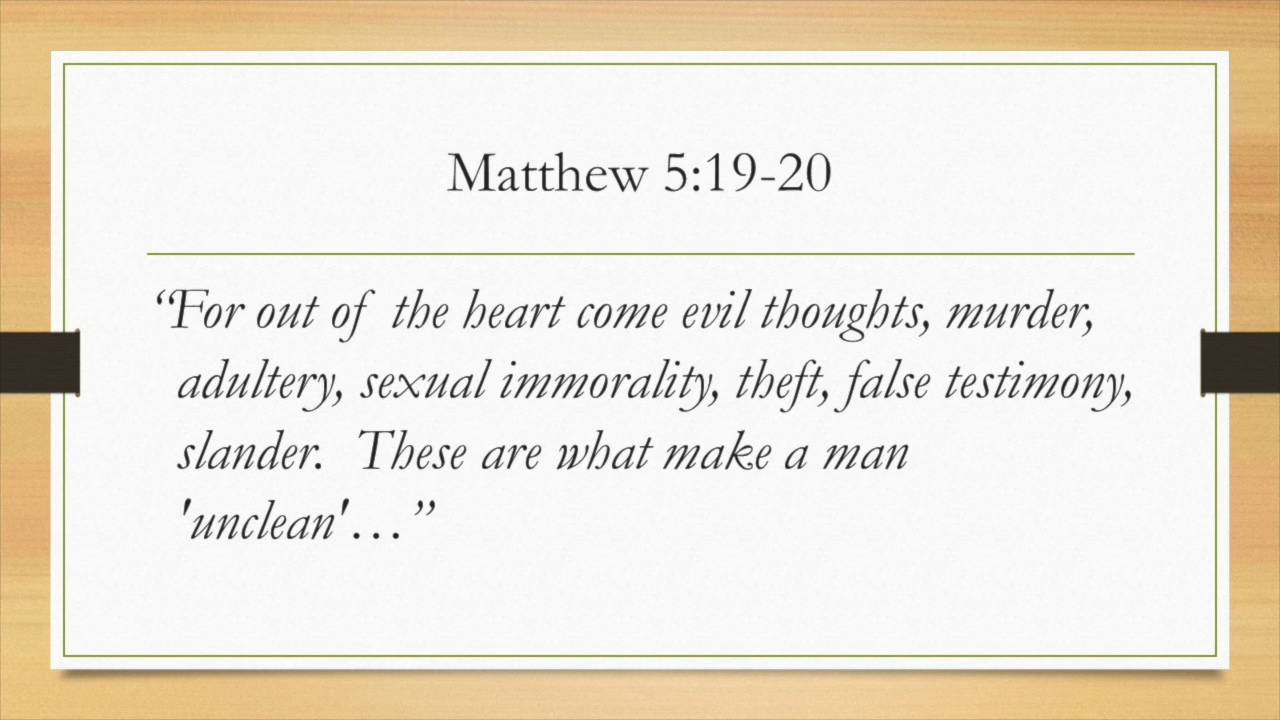 Matthew 5:19-20
“For out of the heart come evil thoughts, murder,
adultery, sexual immorality, theft, false testimony,
slander. These are what make a man
'unclean'…”